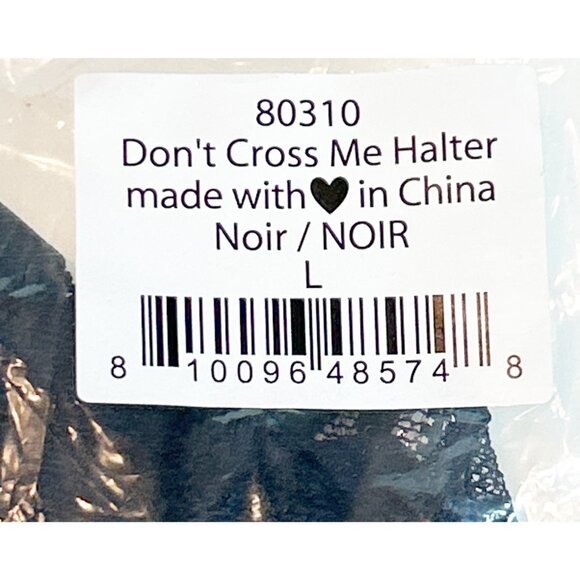 80310
Don't Cross Me Halter
made with🖤in China
Noir / NOIR
L
8 10096 48574 8